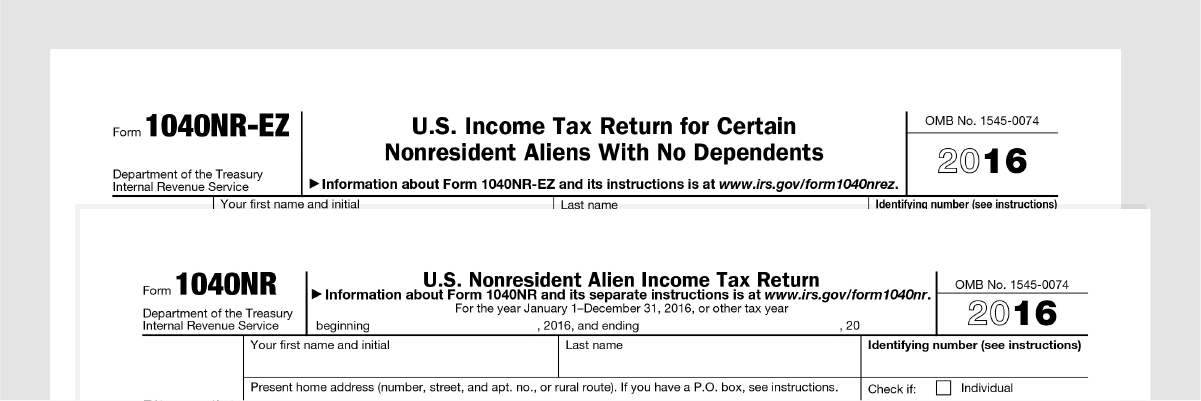 Form 1040NR-EZ
Department of the Treasury
Internal Revenue Service
U.S. Income Tax Return for Certain
Nonresident Aliens With No Dependents
▶ Information about Form 1040NR-EZ and its instructions is at www.irs.gov/form1040nrez.
OMB No. 1545-0074
2016
Your first name and initial
Last name
Identifying number (see instructions)
Form 1040NR
Department of the Treasury
Internal Revenue Service
U.S. Nonresident Alien Income Tax Return
▶ Information about Form 1040NR and its separate instructions is at www.irs.gov/form1040nr.
For the year January 1–December 31, 2016, or other tax year
beginning , 2016, and ending , 20
OMB No. 1545-0074
2016
Your first name and initial
Last name
Identifying number (see instructions)
Present home address (number, street, and apt. no., or rural route). If you have a P.O. box, see instructions.
Check if: Individual